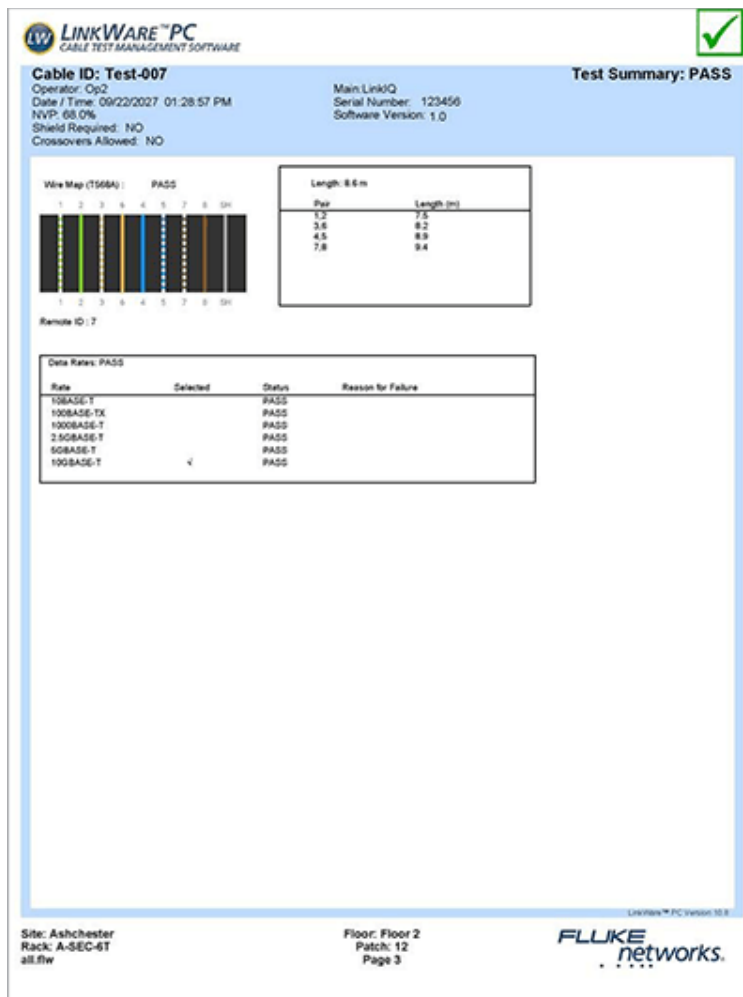 LW LINKWARE™PC
CABLE TEST MANAGEMENT SOFTWARE
Cable ID: Test-007
Test Summary: PASS
Operator: Op2
Date / Time: 09/22/2027 01:28:57 PM
NVP: 68.0%
Shield Required: NO
Crossovers Allowed: NO
Main:LinkIQ
Serial Number: 123456
Software Version: 1.0
Wire Map (T568A) : PASS
1 2 3 6 4 5 7 8 SH
1 2 3 6 4 5 7 8 SH
Remote ID : 7
Length: 8.6 m
Pair Length (m)
1,2 7.5
3,6 8.2
4,5 8.9
7,8 9.4
Data Rates: PASS
Rate Selected Status Reason for Failure
10BASE-T PASS
100BASE-TX PASS
1000BASE-T PASS
2.5GBASE-T PASS
5GBASE-T PASS
10GBASE-T √ PASS
LinkWare™ PC Version 10.8
Site: Ashchester
Rack: A-SEC-6T
all.flw
Floor: Floor 2
Patch: 12
Page 3
FLUKE
networks.